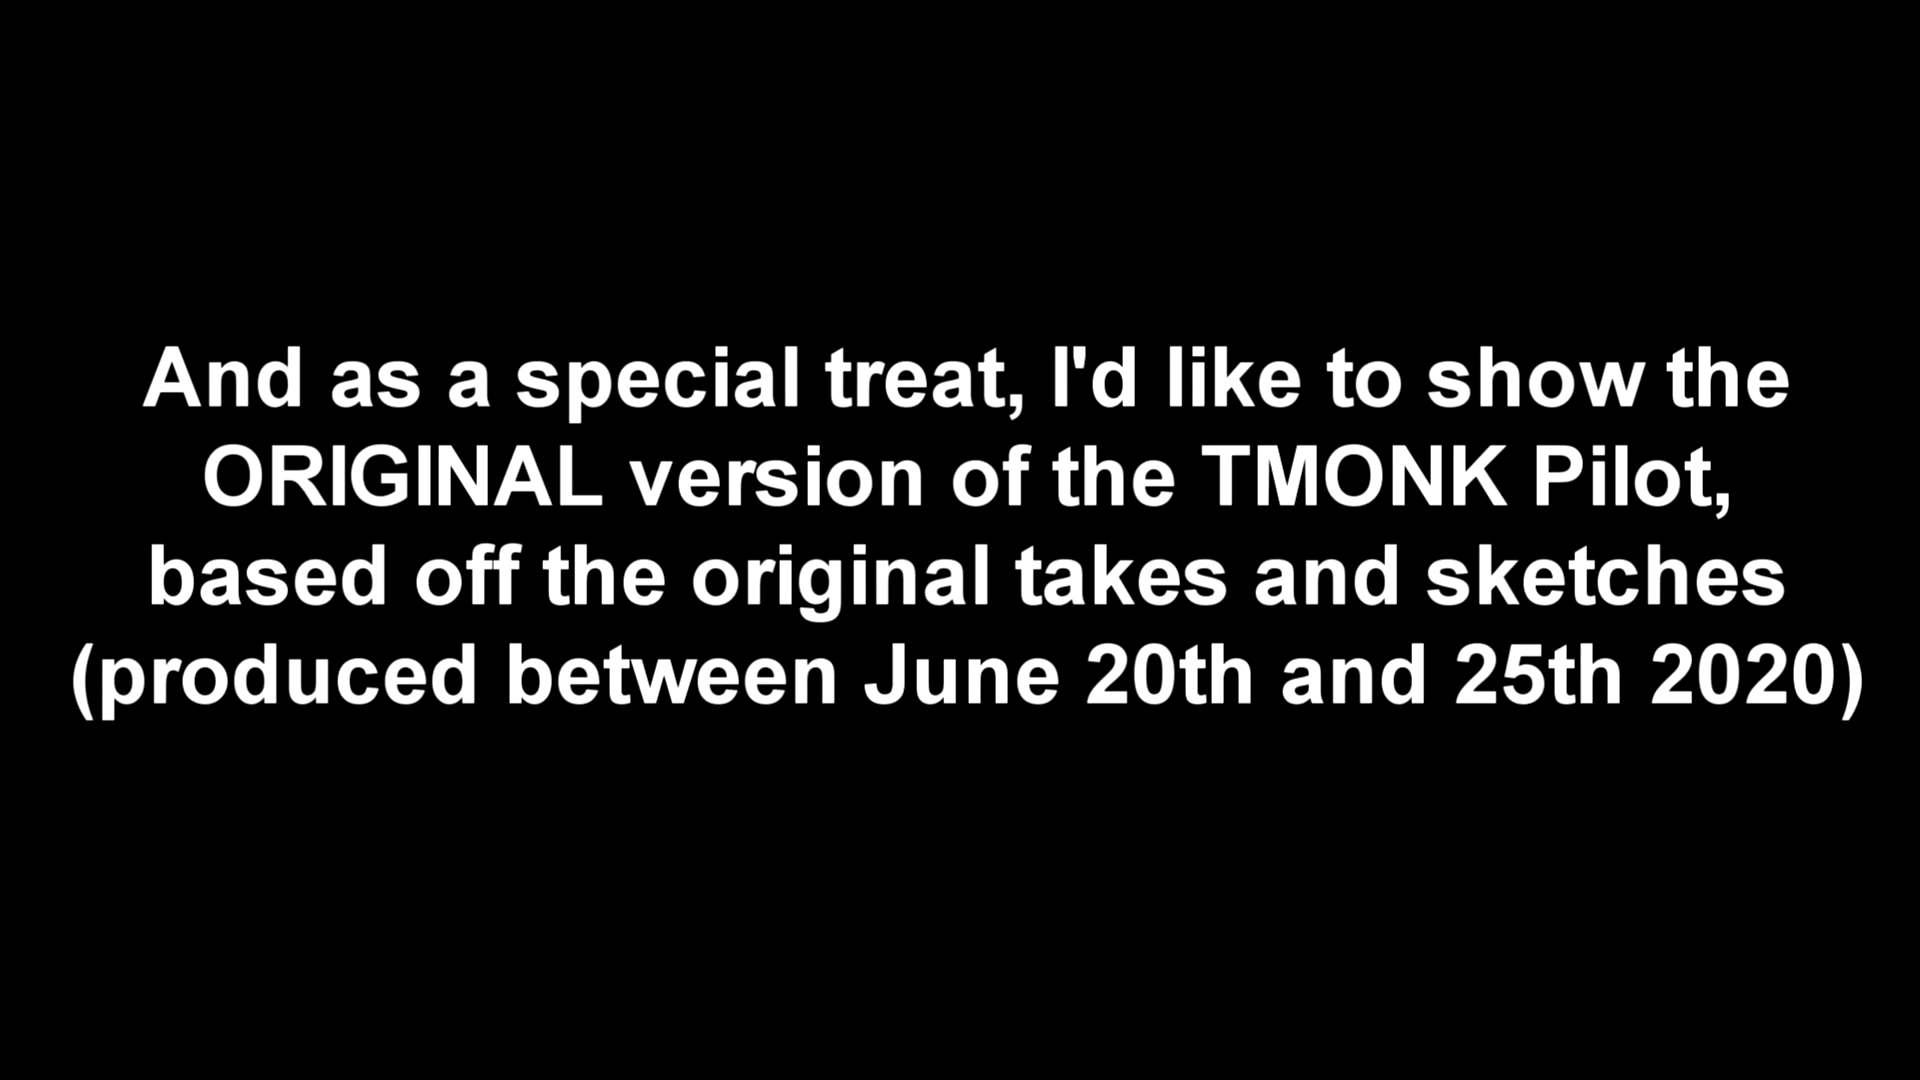 And as a special treat, I'd like to show the
ORIGINAL version of the TMONK Pilot,
based off the original takes and sketches
(produced between June 20th and 25th 2020)